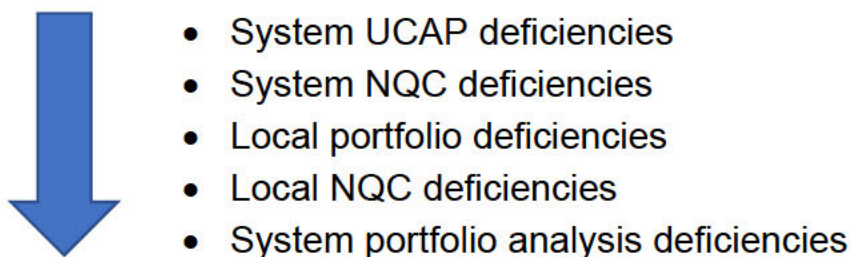 • System UCAP deficiencies
• System NQC deficiencies
• Local portfolio deficiencies
• Local NQC deficiencies
• System portfolio analysis deficiencies